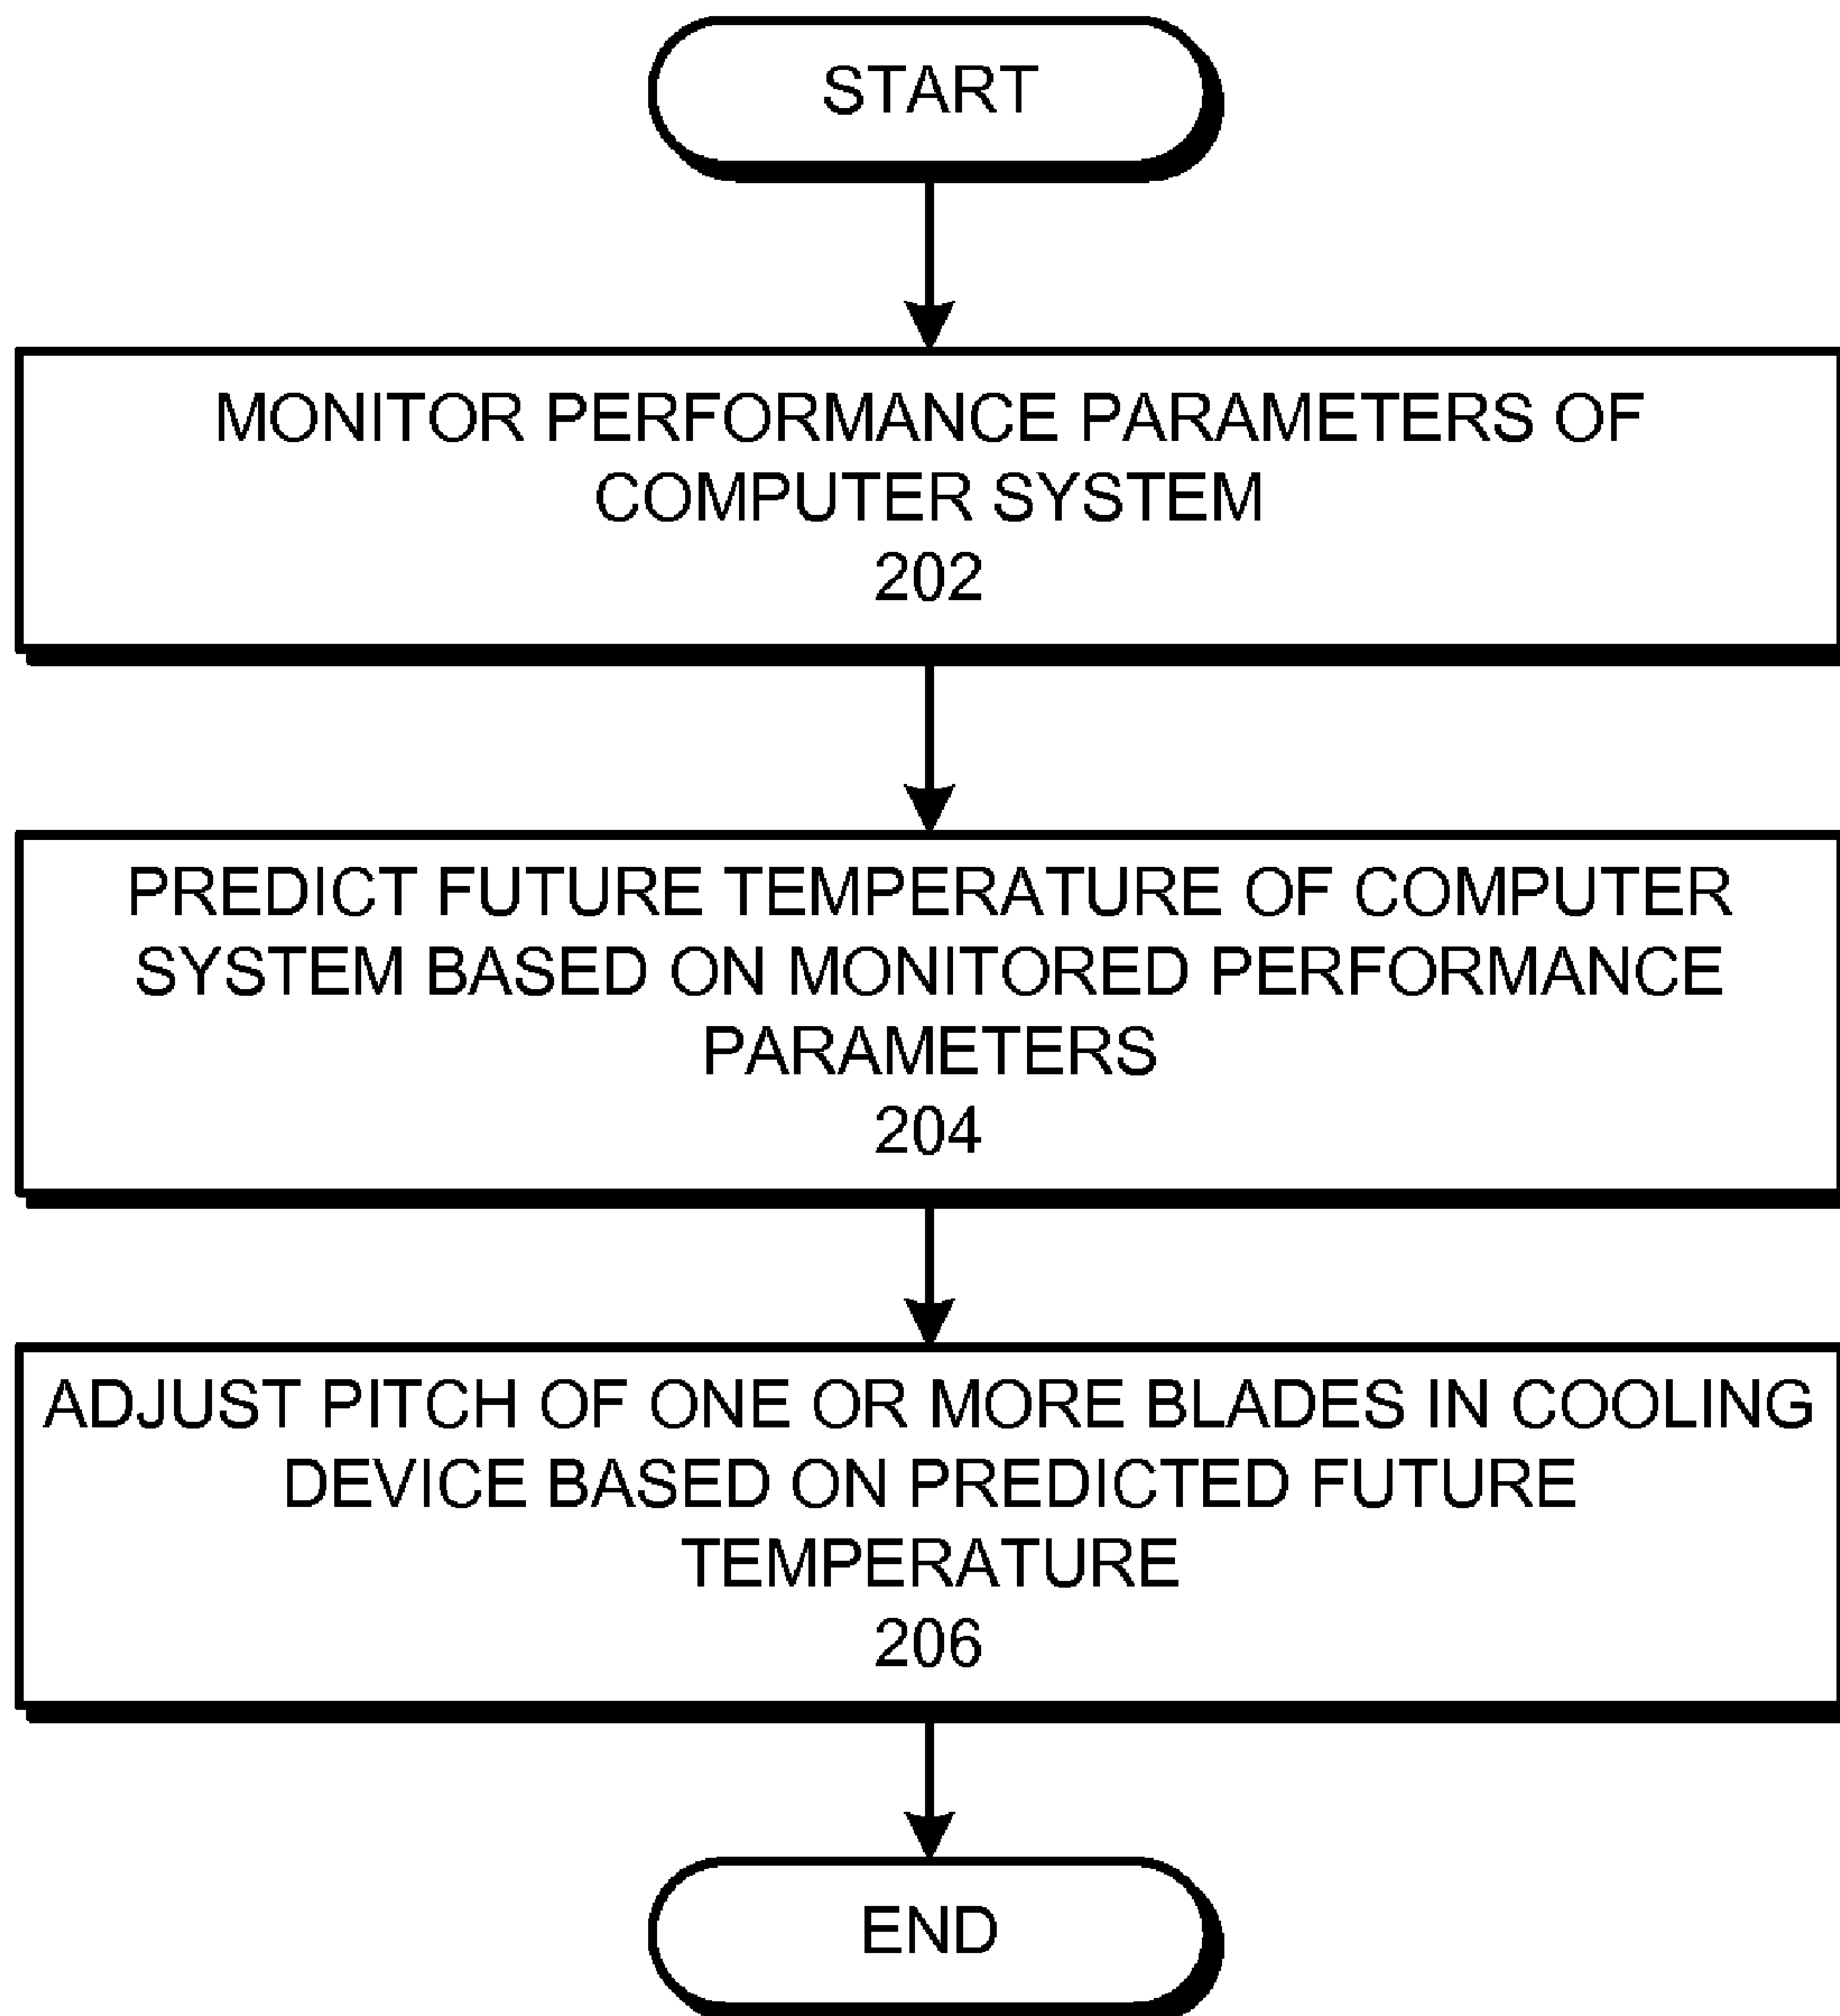 START
MONITOR PERFORMANCE PARAMETERS OF
COMPUTER SYSTEM
202
PREDICT FUTURE TEMPERATURE OF COMPUTER
SYSTEM BASED ON MONITORED PERFORMANCE
PARAMETERS
204
ADJUST PITCH OF ONE OR MORE BLADES IN COOLING
DEVICE BASED ON PREDICTED FUTURE
TEMPERATURE
206
END